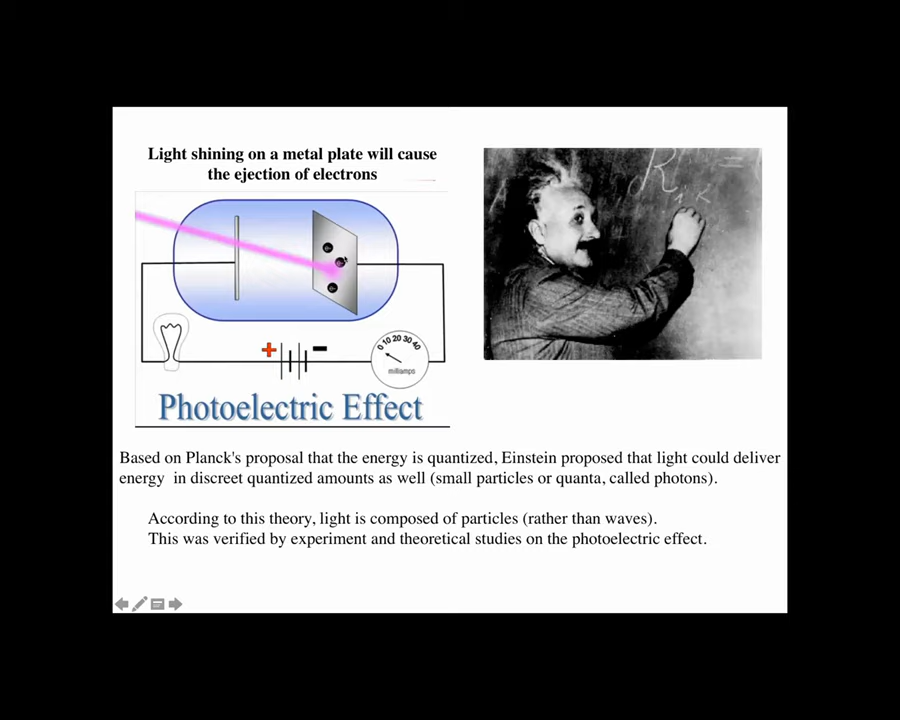 Light shining on a metal plate will cause
the ejection of electrons
+
-
0 10 20 30 40
milliamps
Photoelectric Effect
R
i k
=
Based on Planck's proposal that the energy is quantized, Einstein proposed that light could deliver
energy in discreet quantized amounts as well (small particles or quanta, called photons).
According to this theory, light is composed of particles (rather than waves).
This was verified by experiment and theoretical studies on the photoelectric effect.